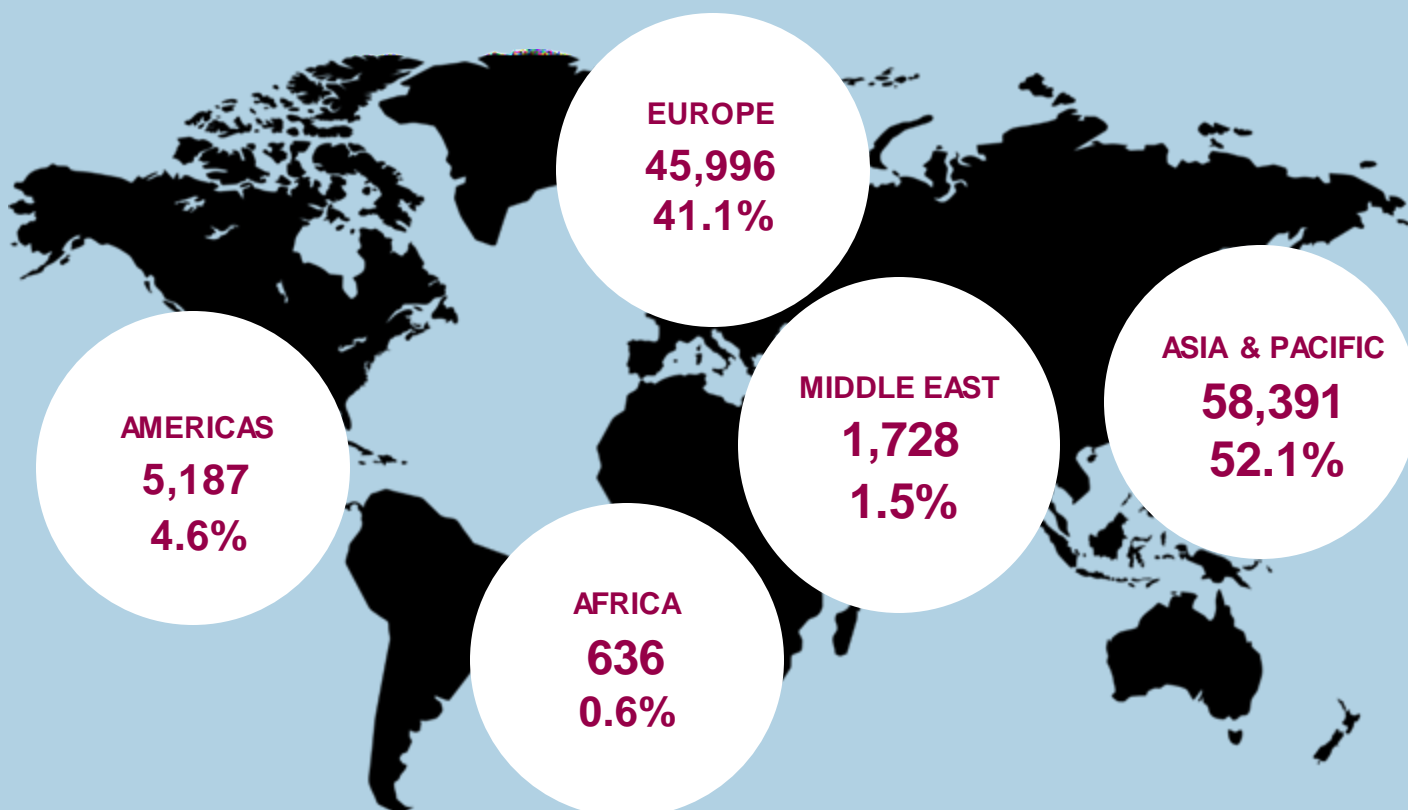 EUROPE
45,996
41.1%
ASIA & PACIFIC
58,391
52.1%
MIDDLE EAST
1,728
1.5%
AMERICAS
5,187
4.6%
AFRICA
636
0.6%